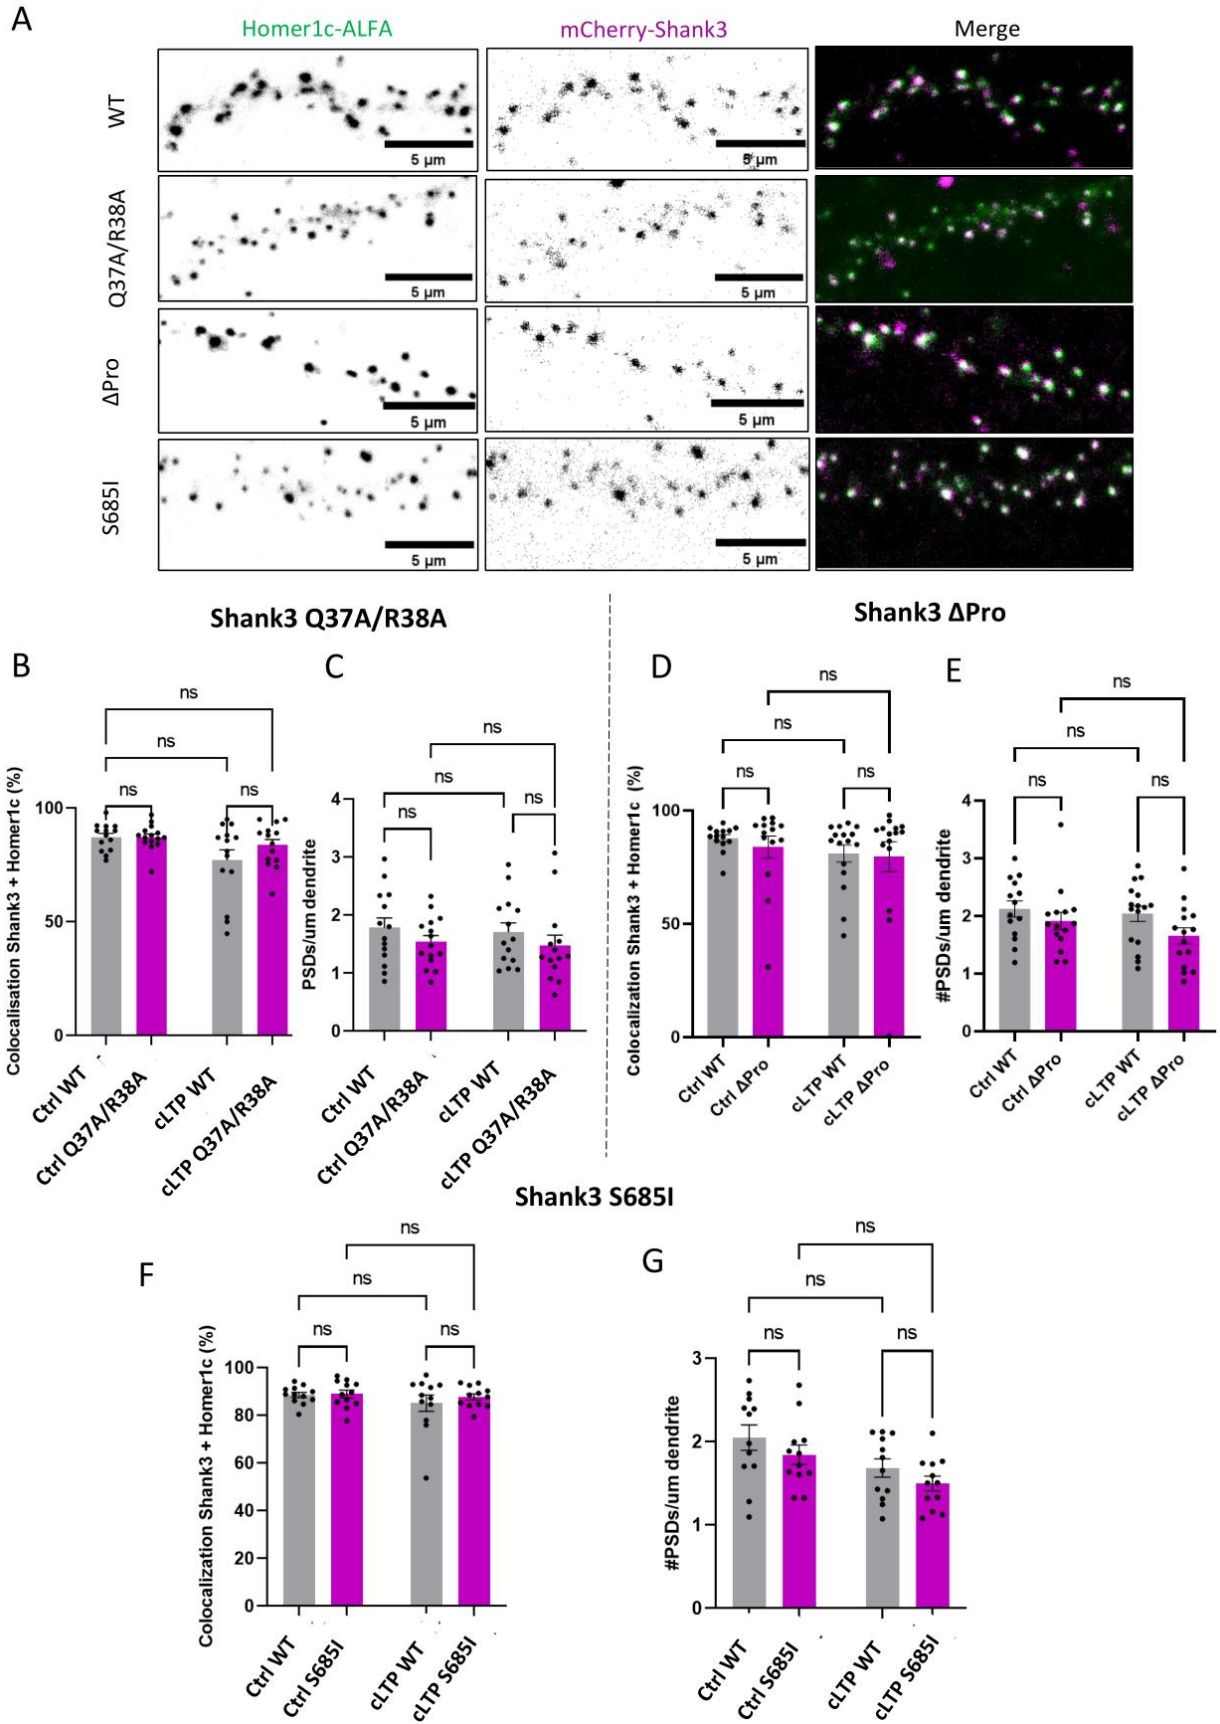 A
Homer1c-ALFA
mCherry-Shank3
Merge
WT
5 µm
5 µm
Q37A/R38A
5 µm
5 µm
ΔPro
5 µm
5 µm
S685I
5 µm
5 µm
Shank3 Q37A/R38A
Shank3 ΔPro
B
ns
ns
ns
ns
Colocalisation Shank3 + Homer1c (%)
100
50
0
Ctrl WT
Ctrl Q37A/R38A
cLTP WT
cLTP Q37A/R38A
C
ns
ns
ns
ns
PSDs/um dendrite
4
3
2
1
0
Ctrl WT
Ctrl Q37A/R38A
cLTP WT
cLTP Q37A/R38A
D
ns
ns
ns
ns
Colocalization Shank3 + Homer1c (%)
100
50
0
Ctrl WT
Ctrl ΔPro
cLTP WT
cLTP ΔPro
E
ns
ns
ns
ns
#PSDs/um dendrite
4
3
2
1
0
Ctrl WT
Ctrl ΔPro
cLTP WT
cLTP ΔPro
Shank3 S685I
F
ns
ns
ns
ns
Colocalization Shank3 + Homer1c (%)
100
80
60
40
20
0
Ctrl WT
Ctrl S685I
cLTP WT
cLTP S685I
G
ns
ns
ns
ns
#PSDs/um dendrite
3
2
1
0
Ctrl WT
Ctrl S685I
cLTP WT
cLTP S685I